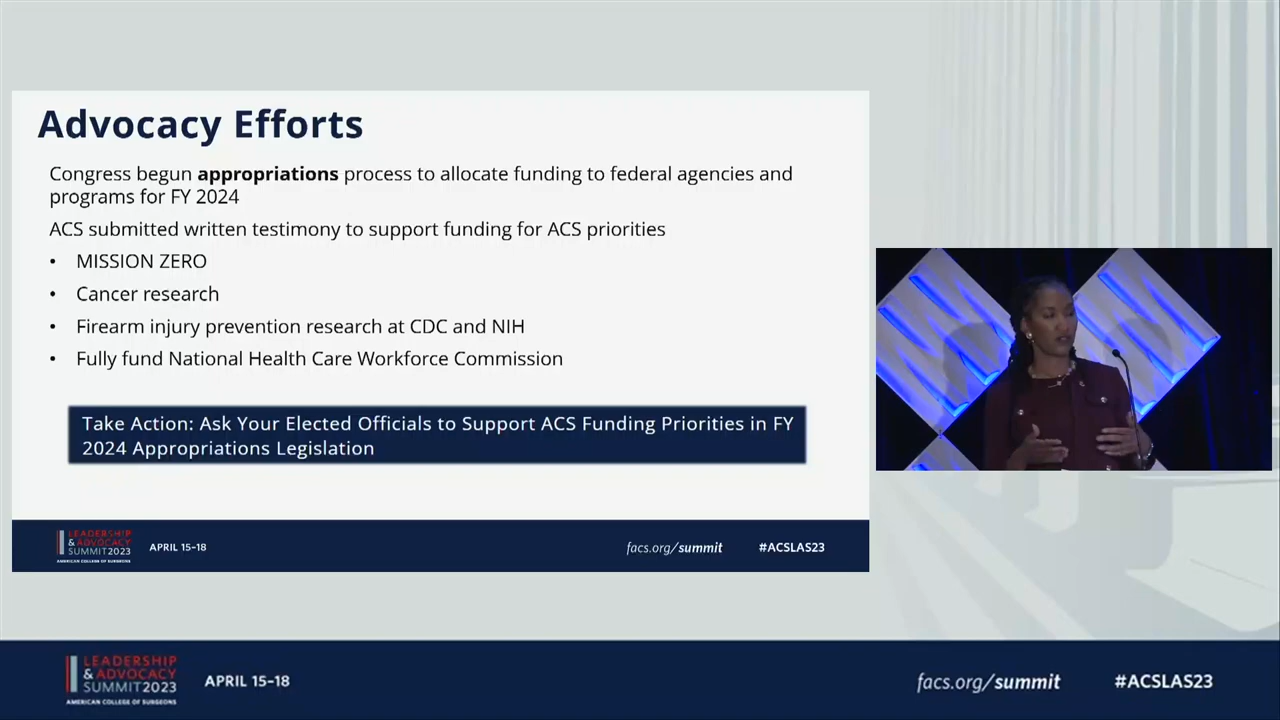 Advocacy Efforts
Congress begun appropriations process to allocate funding to federal agencies and
programs for FY 2024
ACS submitted written testimony to support funding for ACS priorities
• MISSION ZERO
• Cancer research
• Firearm injury prevention research at CDC and NIH
• Fully fund National Health Care Workforce Commission
Take Action: Ask Your Elected Officials to Support ACS Funding Priorities in FY
2024 Appropriations Legislation
LEADERSHIP
& ADVOCACY
SUMMIT2023
AMERICAN COLLEGE OF SURGEONS
APRIL 15–18
facs.org/summit
#ACSLAS23
LEADERSHIP
& ADVOCACY
SUMMIT2023
AMERICAN COLLEGE OF SURGEONS
APRIL 15–18
facs.org/summit
#ACSLAS23